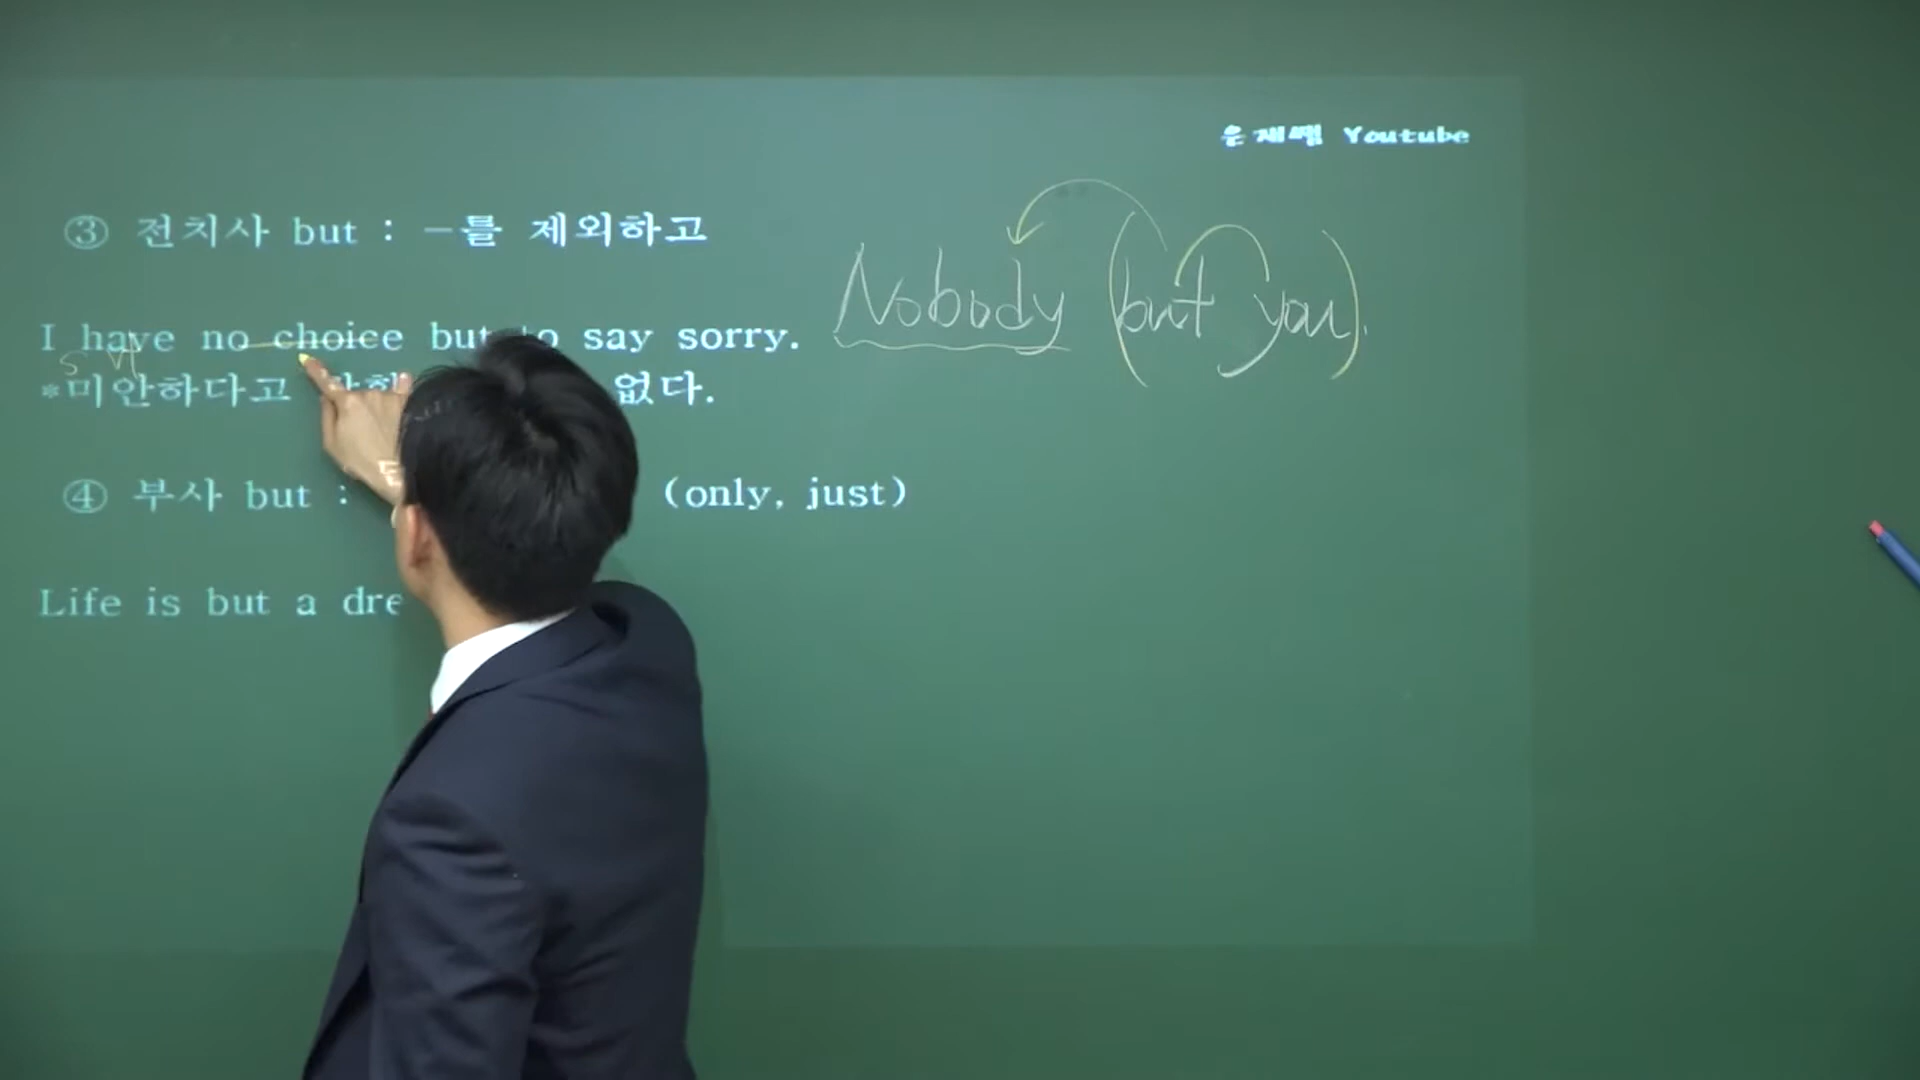 은재쌤 Youtube
③ 전치사 but : -를 제외하고
Nobody (but you).
I have no choice but to say sorry.
S vt
*미안하다고 없다.
④ 부사 but : (only, just)
Life is but a dre